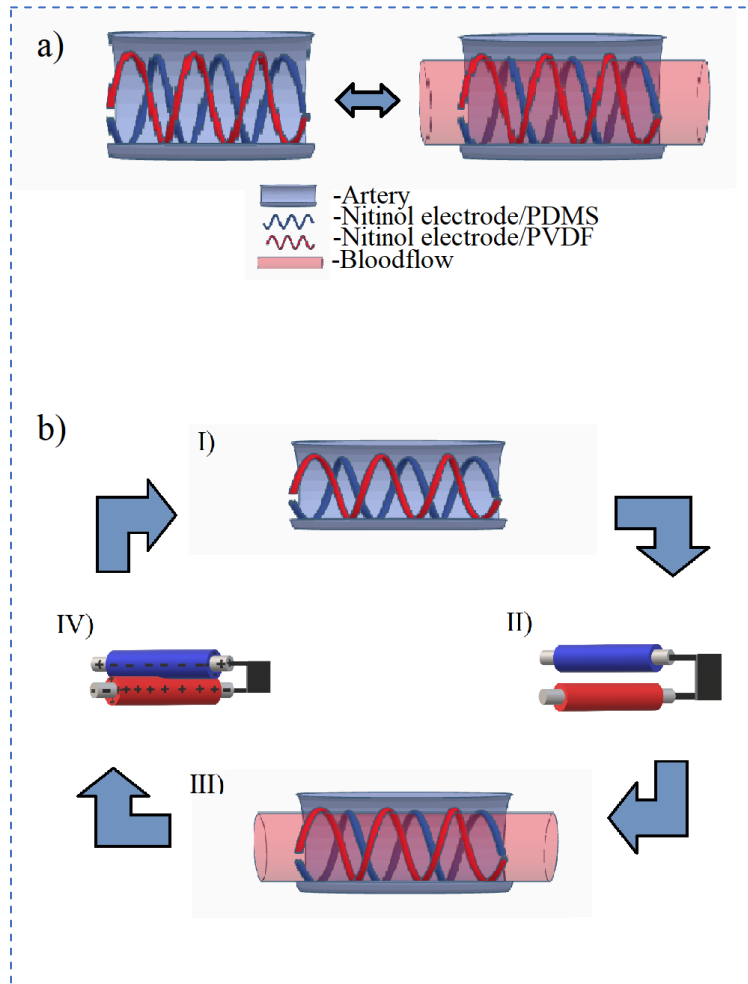 a)
-Artery
-Nitinol electrode/PDMS
-Nitinol electrode/PVDF
-Bloodflow
b)
I)
IV)
II)
+ - - - - - - - +
- - + + + + + + + -
III)